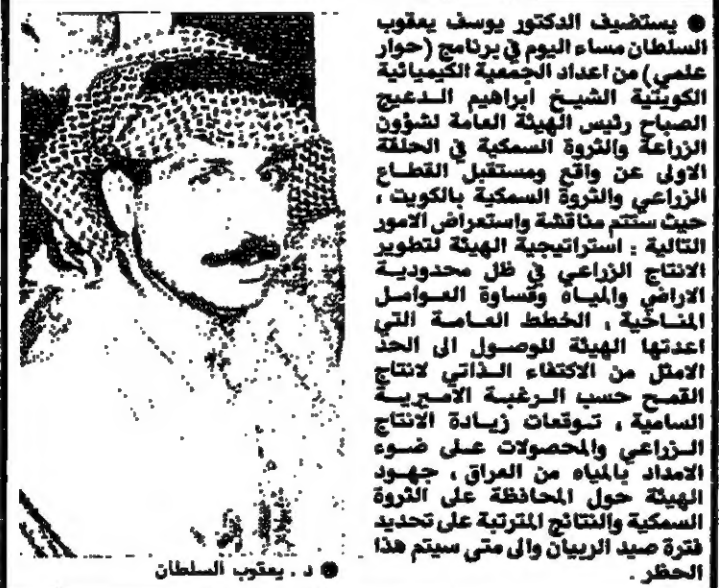 ● يستضيف الدكتور يوسف يعقوب
السلطان مساء اليوم في برنامج (حوار
علمي) من اعداد الجمعية الكيميائية
الكويتية الشيخ ابراهيم الدعيج
الصباح رئيس الهيئة العامة لشؤون
الزراعة والثروة السمكية في الحلقة
الاولى عن واقع ومستقبل القطاع
الزراعي والثروة السمكية بالكويت ،
حيث ستتم مناقشة واستعراض الامور
التالية : استراتيجية الهيئة لتطوير
الانتاج الزراعي في ظل محدودية
الاراضي والمياه وقساوة العوامل
المناخية ، الخطط العامة التي
اعدتها الهيئة للوصول الى الحد
الامثل من الاكتفاء الذاتي لانتاج
القمح حسب الرغبة الاميرية
السامية ، توقعات زيادة الانتاج
الزراعي والمحصولات على ضوء
الامداد بالمياه من العراق ، جهود
الهيئة حول المحافظة على الثروة
السمكية والنتائج المترتبة على تحديد
فترة صيد الربيان والى متى سيتم هذا
الحظر .
● د . يعقوب السلطان